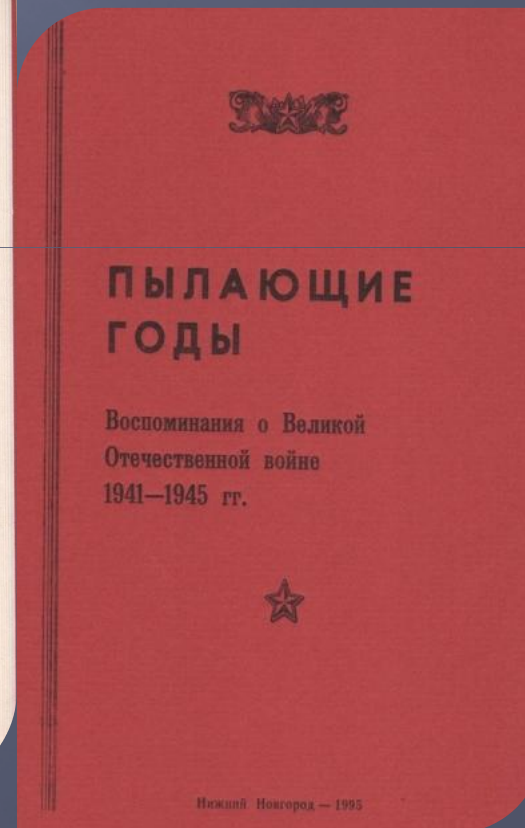 ПЫЛАЮЩИЕ
ГОДЫ
Воспоминания о Великой
Отечественной войне
1941—1945 гг.
Нижний Новгород — 1995